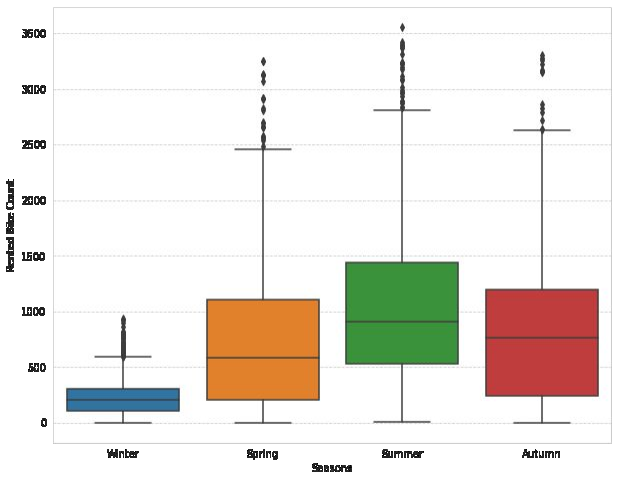 3500
3000
2500
2000
1500
1000
500
0
Rented Bike Count
Winter
Spring
Summer
Autumn
Seasons